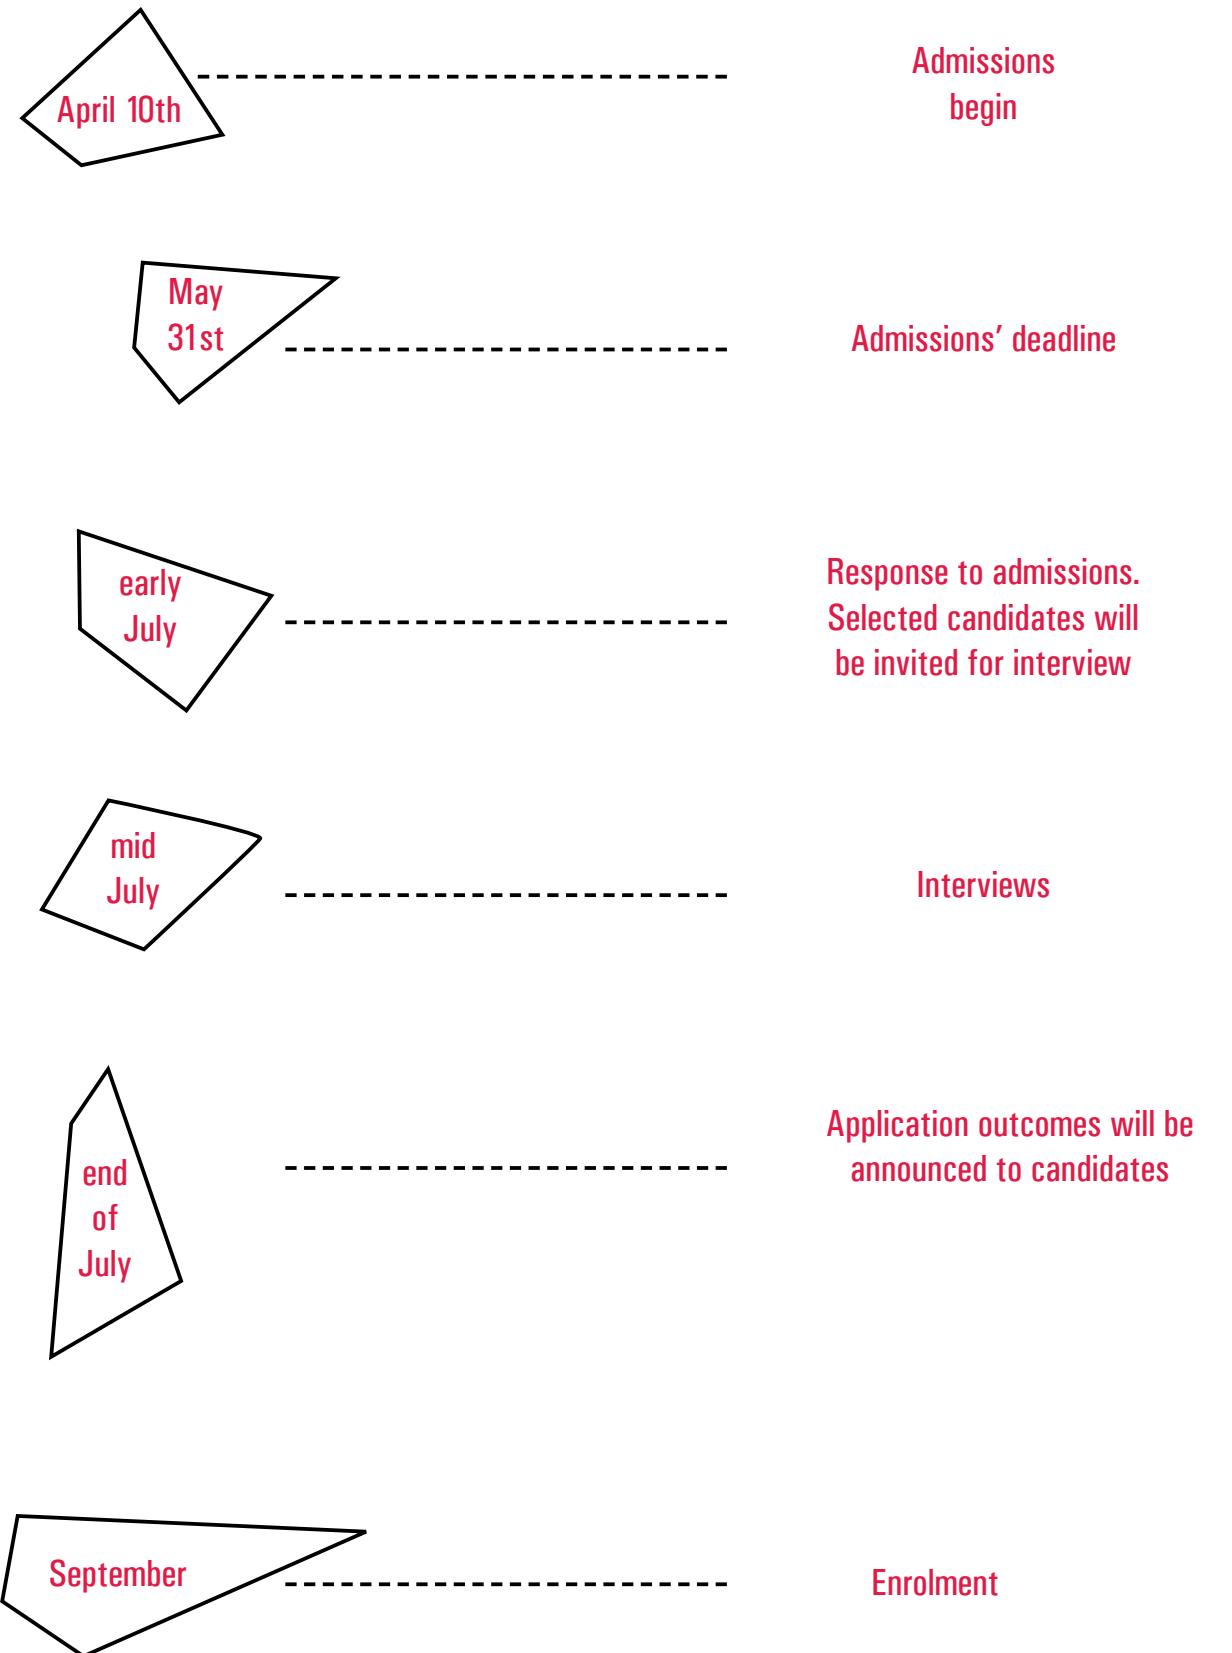 April 10th
Admissions
begin
May
31st
Admissions’ deadline
early
July
Response to admissions.
Selected candidates will
be invited for interview
mid
July
Interviews
end
of
July
Application outcomes will be
announced to candidates
September
Enrolment